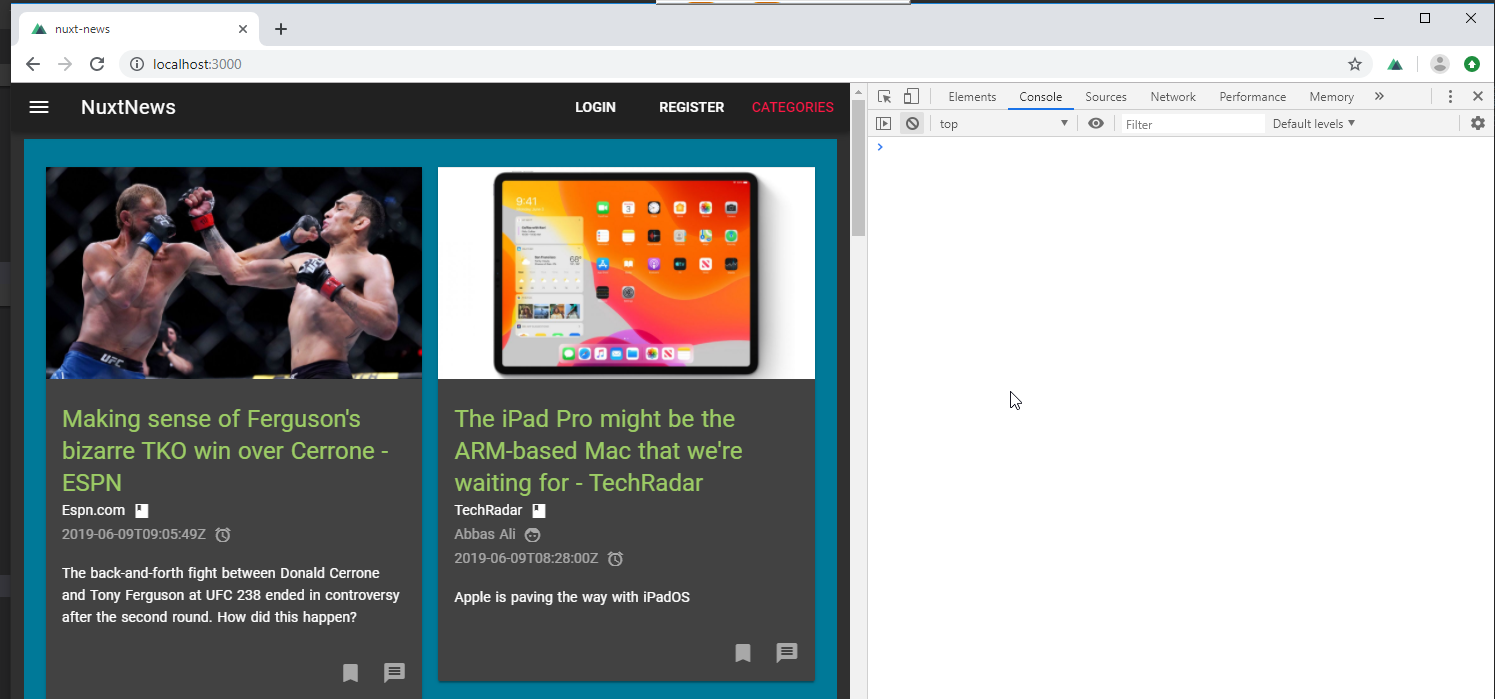 nuxt-news
localhost:3000
NuxtNews
LOGIN
REGISTER
CATEGORIES
Elements
Console
Sources
Network
Performance
Memory
»
top
Filter
Default levels
UFC
9:41
68°
Making sense of Ferguson's
bizarre TKO win over Cerrone -
ESPN
Espn.com
2019-06-09T09:05:49Z
The back-and-forth fight between Donald Cerrone
and Tony Ferguson at UFC 238 ended in controversy
after the second round. How did this happen?
The iPad Pro might be the
ARM-based Mac that we're
waiting for - TechRadar
TechRadar
Abbas Ali
2019-06-09T08:28:00Z
Apple is paving the way with iPadOS